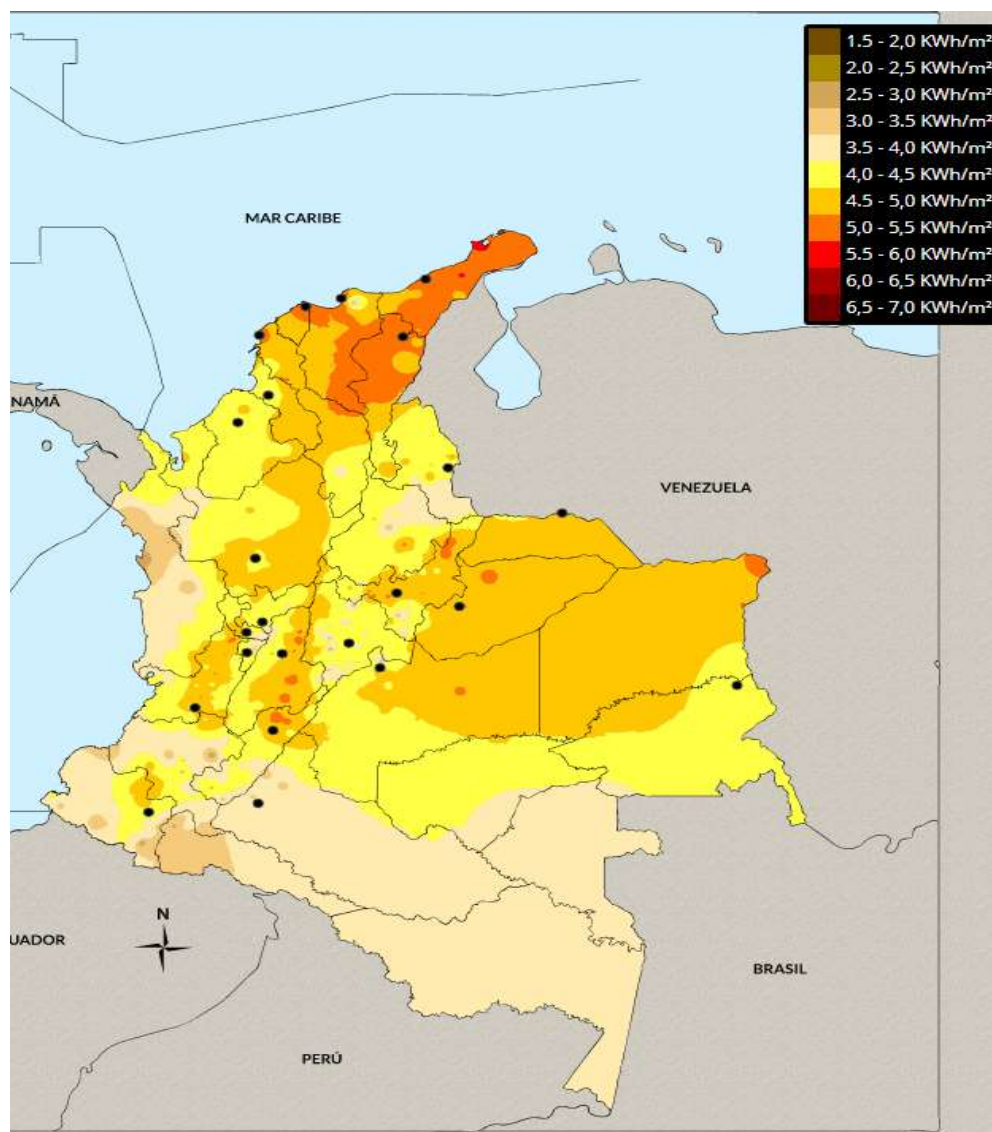 1.5 - 2,0 KWh/m²
2.0 - 2,5 KWh/m²
2.5 - 3,0 KWh/m²
3.0 - 3.5 KWh/m²
3.5 - 4,0 KWh/m²
4,0 - 4,5 KWh/m²
4.5 - 5,0 KWh/m²
5,0 - 5,5 KWh/m²
5.5 - 6,0 KWh/m²
6,0 - 6,5 KWh/m²
6,5 - 7,0 KWh/m²
MAR CARIBE
NAMÁ
VENEZUELA
N
UADOR
BRASIL
PERÚ